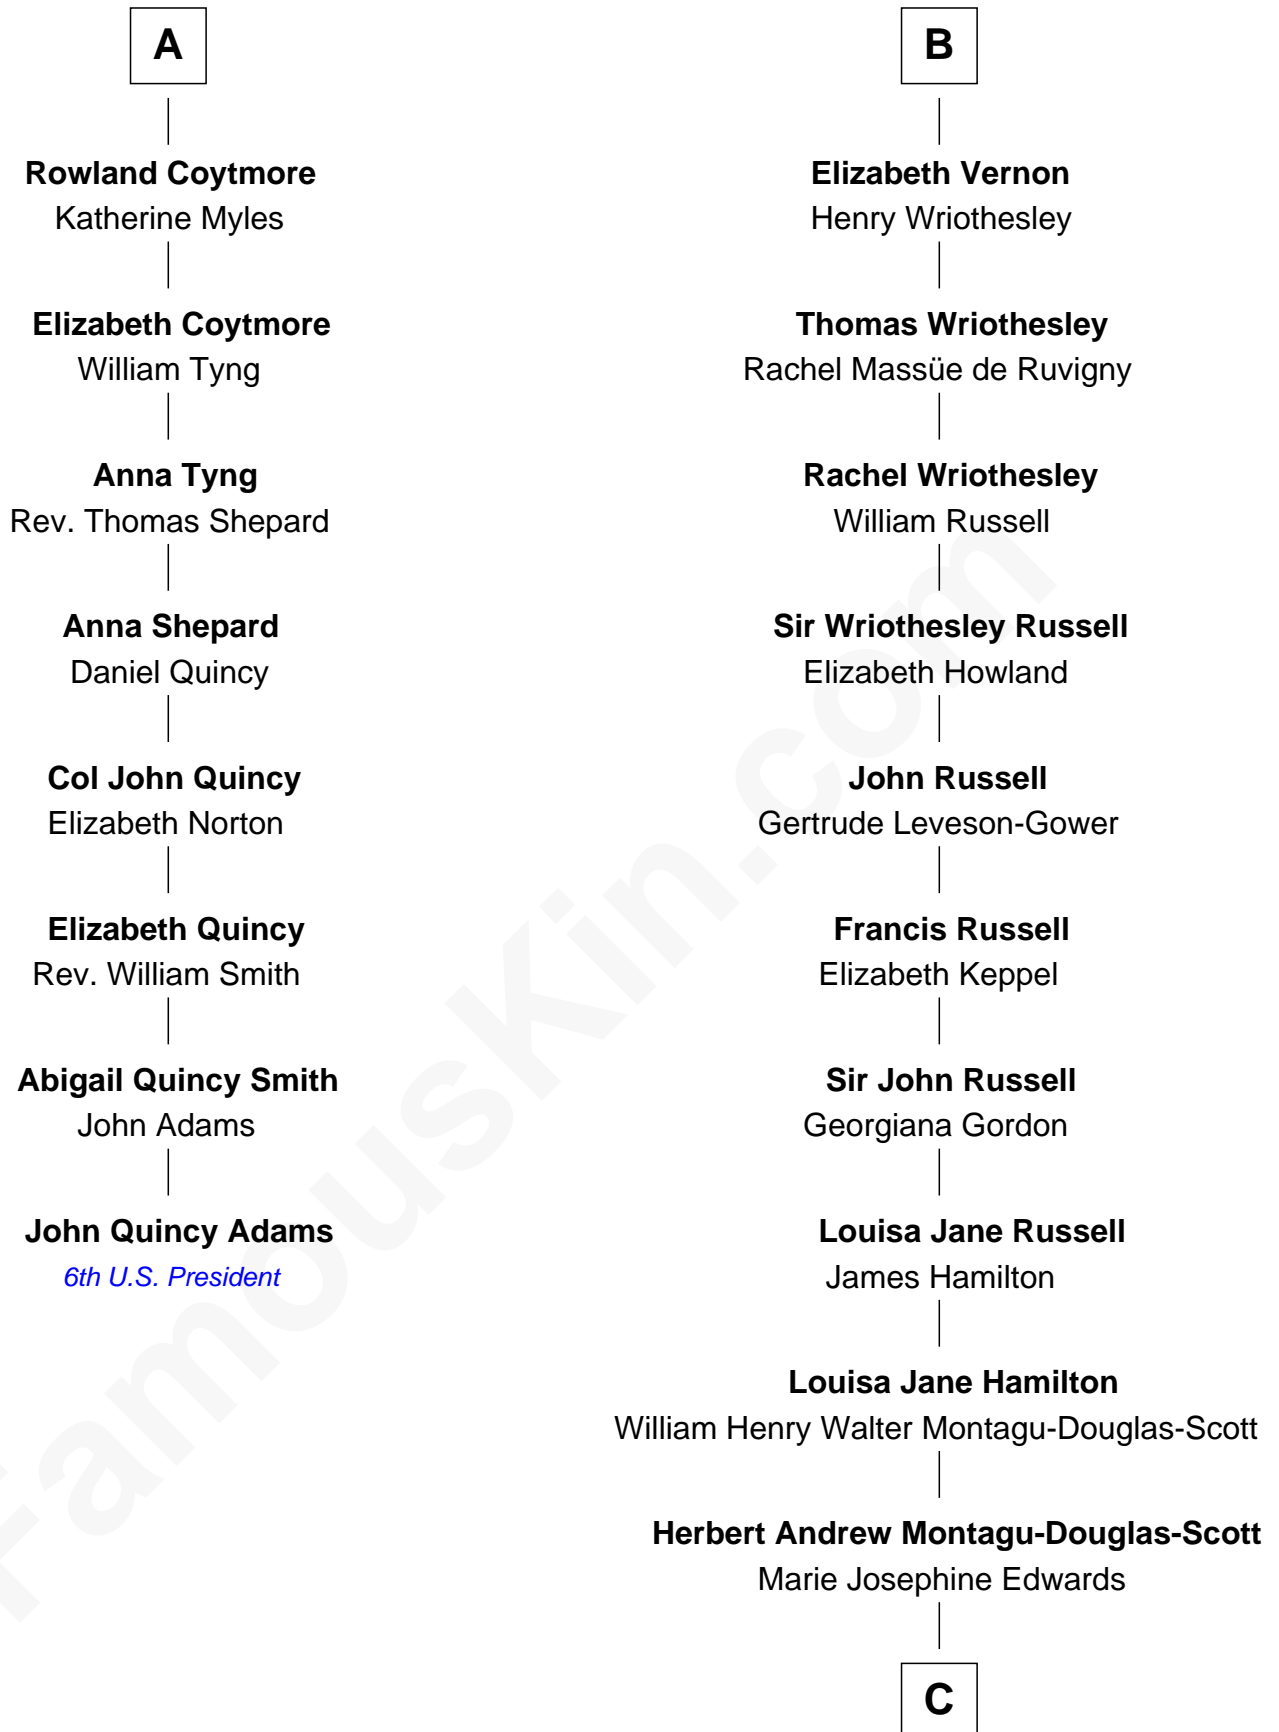 A
Rowland Coytmore
Katherine Myles
Elizabeth Coytmore
William Tyng
Anna Tyng
Rev. Thomas Shepard
Anna Shepard
Daniel Quincy
Col John Quincy
Elizabeth Norton
Elizabeth Quincy
Rev. William Smith
Abigail Quincy Smith
John Adams
John Quincy Adams
6th U.S. President
B
Elizabeth Vernon
Henry Wriothesley
Thomas Wriothesley
Rachel Massüe de Ruvigny
Rachel Wriothesley
William Russell
Sir Wriothesley Russell
Elizabeth Howland
John Russell
Gertrude Leveson-Gower
Francis Russell
Elizabeth Keppel
Sir John Russell
Georgiana Gordon
Louisa Jane Russell
James Hamilton
Louisa Jane Hamilton
William Henry Walter Montagu-Douglas-Scott
Herbert Andrew Montagu-Douglas-Scott
Marie Josephine Edwards
C
FamousKin.com